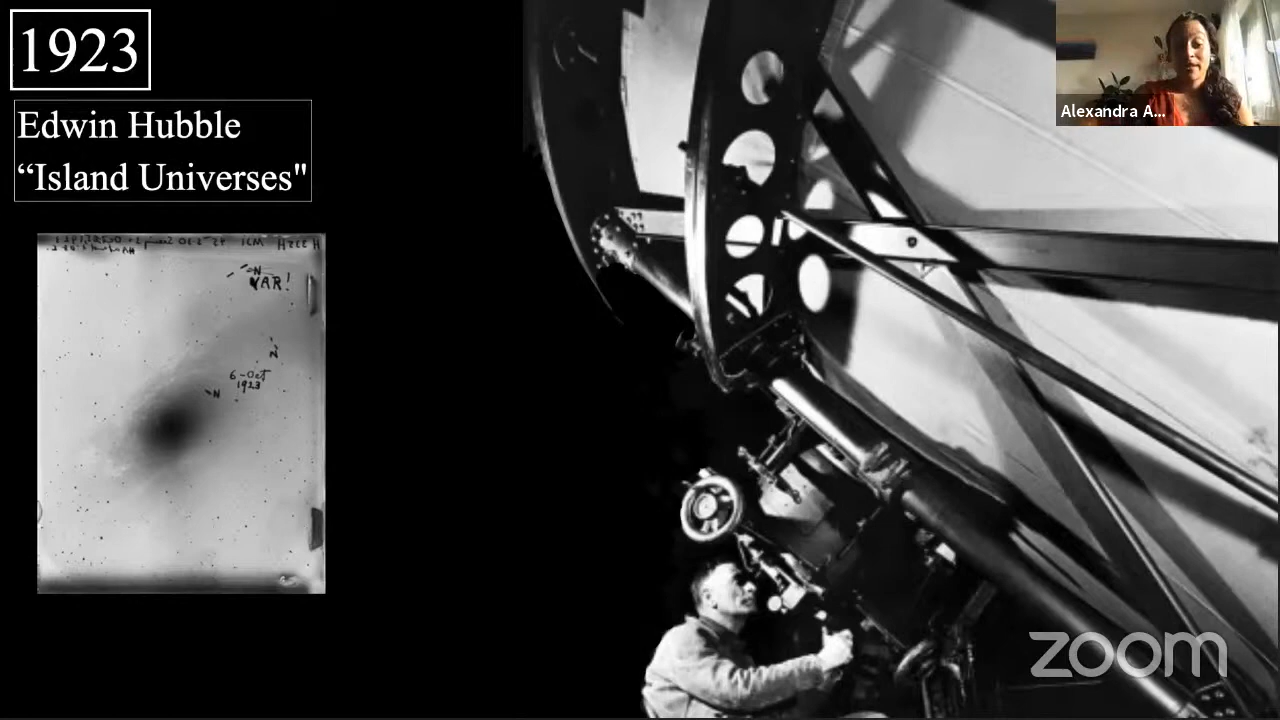 1923
Edwin Hubble
“Island Universes"
N
VAR!
N
6-Oct
1923
N
Alexandra A...
zoom